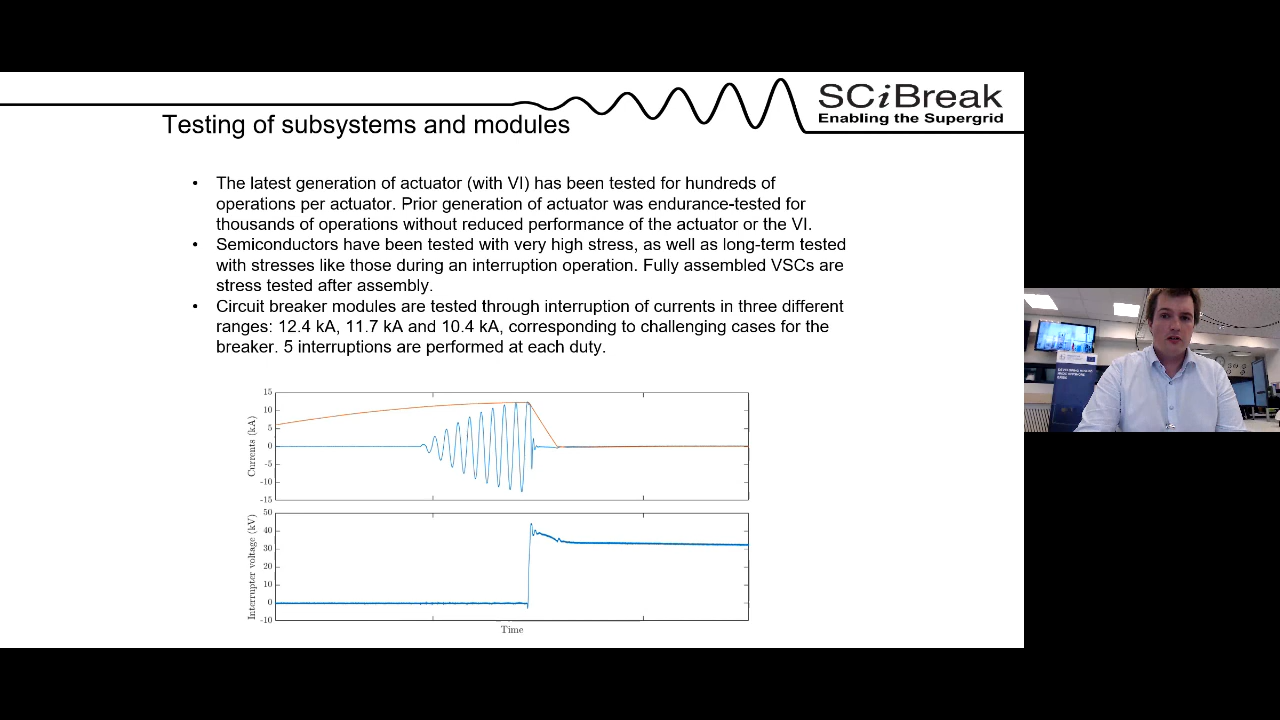 SCiBreak
Enabling the Supergrid
Testing of subsystems and modules
• The latest generation of actuator (with VI) has been tested for hundreds of
operations per actuator. Prior generation of actuator was endurance-tested for
thousands of operations without reduced performance of the actuator or the VI.
• Semiconductors have been tested with very high stress, as well as long-term tested
with stresses like those during an interruption operation. Fully assembled VSCs are
stress tested after assembly.
• Circuit breaker modules are tested through interruption of currents in three different
ranges: 12.4 kA, 11.7 kA and 10.4 kA, corresponding to challenging cases for the
breaker. 5 interruptions are performed at each duty.
Currents (kA)
15
10
5
0
-5
-10
-15
Interrupter voltage (kV)
50
40
30
20
10
0
-10
Time